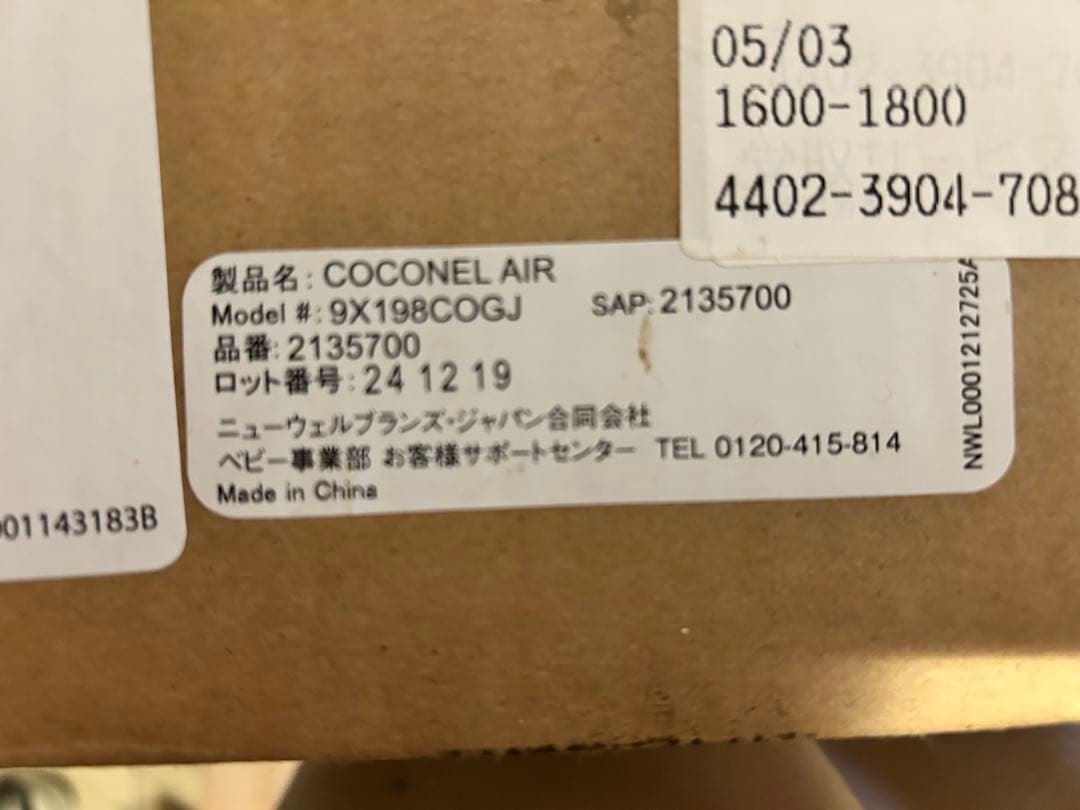 05/03
1600-1800
4402-3904-708
製品名: COCONEL AIR
Model #: 9X198COGJ
SAP: 2135700
品番: 2135700
ロット番号: 24 12 19
ニューウェルブランズ・ジャパン合同会社
ベビー事業部 お客様サポートセンター TEL 0120-415-814
Made in China
NWL0001212725A
001143183B